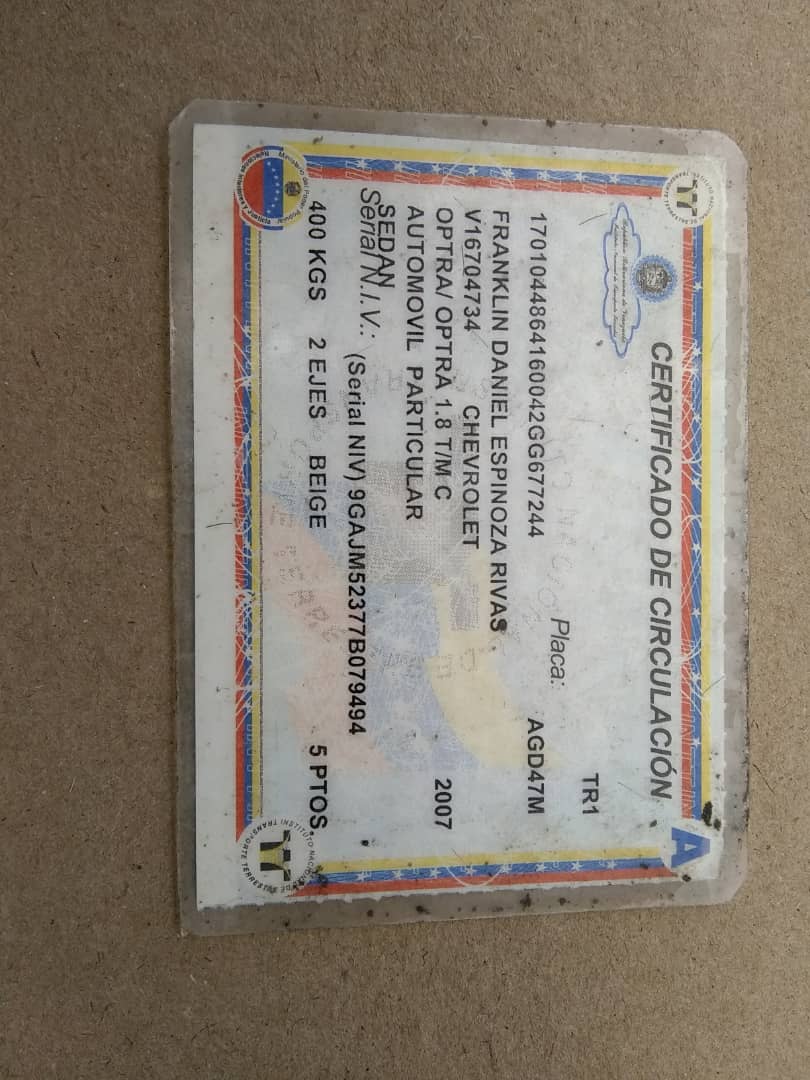 CERTIFICADO DE CIRCULACIÓN
A
República Bolivariana de Venezuela
TR1
Placa:
1701044864160042GG677244 AGD47M
FRANKLIN DANIEL ESPINOZA RIVAS
V16704734 CHEVROLET
OPTRA/ OPTRA 1.8 T/M C 2007
AUTOMOVIL PARTICULAR
SEDAN
Serial N.I.V.: (Serial NIV) 9GAJM52377B079494
400 KGS 2 EJES BEIGE 5 PTOS.
Ministerio del Poder Popular
INSTITUTO NACIONAL DE TRANSPORTE TERRESTRE